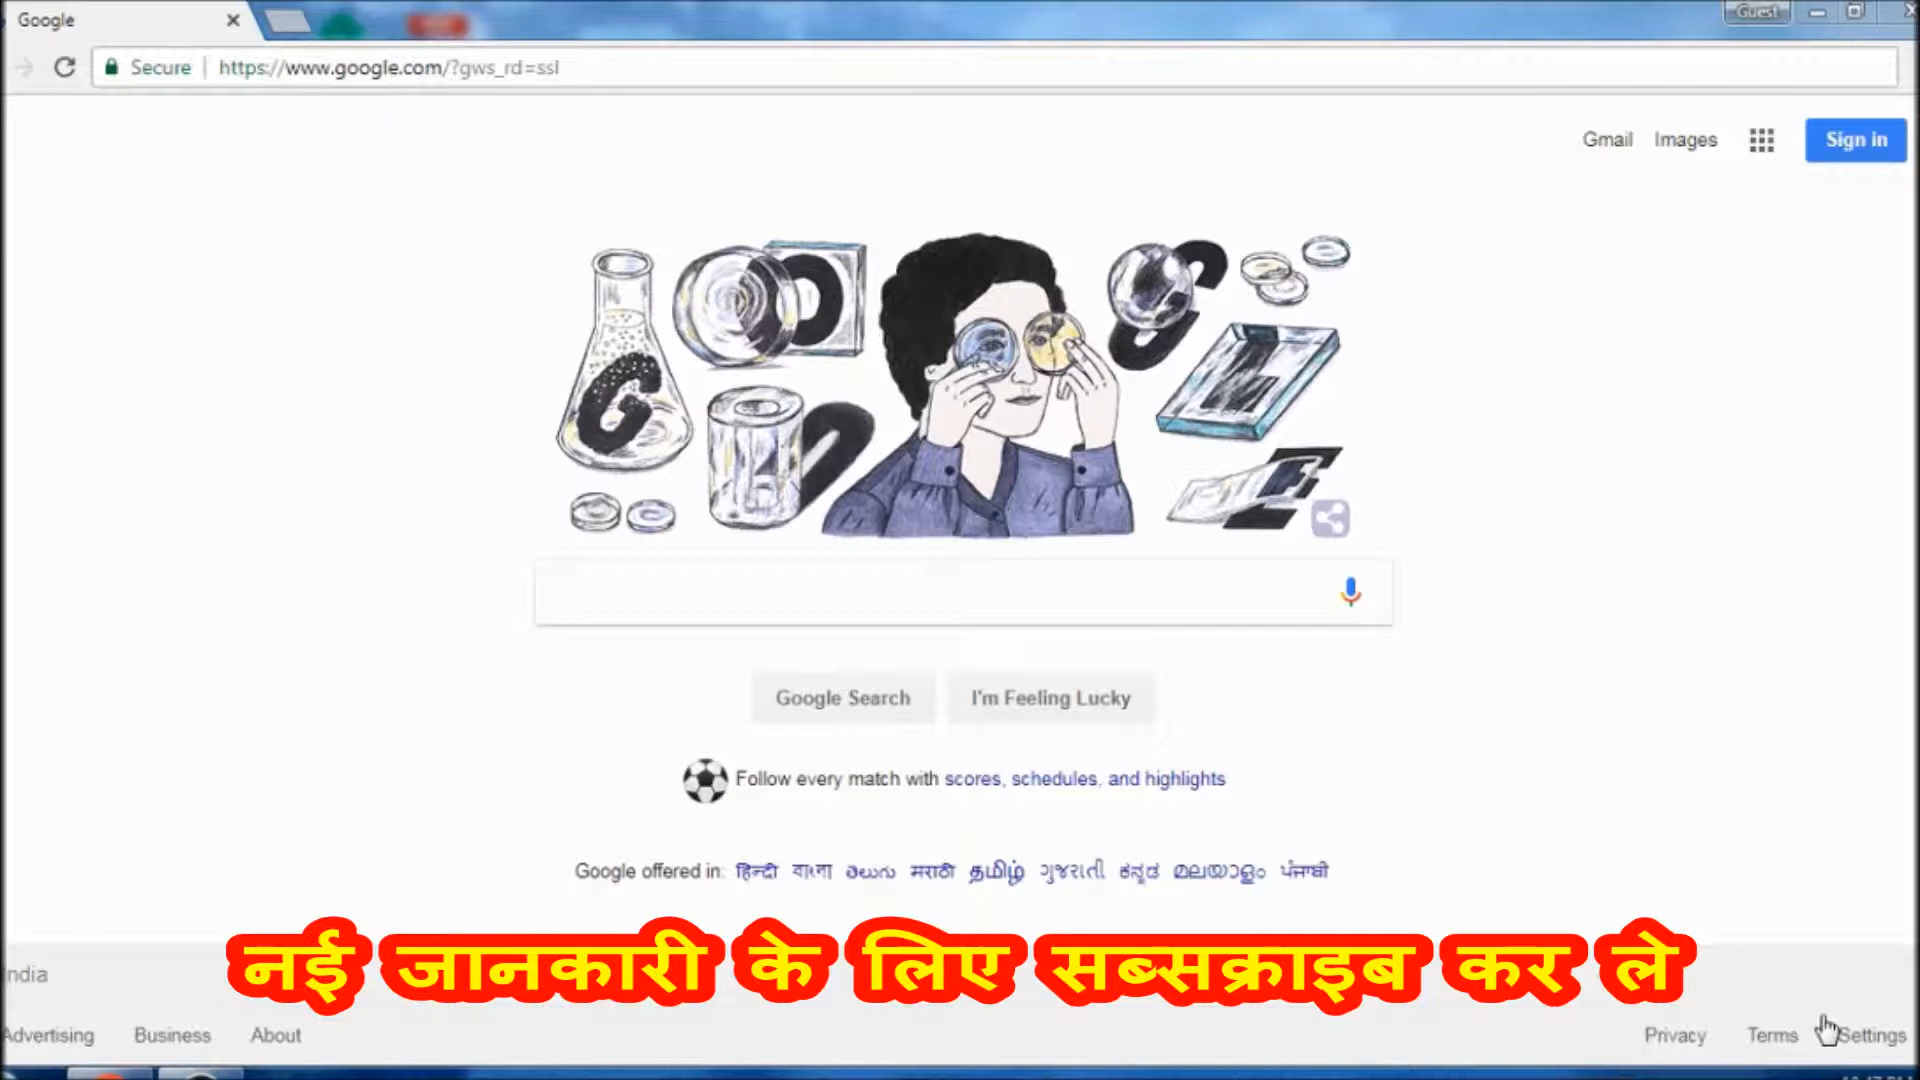 Google
Guest
Secure https://www.google.com/?gws_rd=ssl
Gmail Images Sign in
Google Search I'm Feeling Lucky
Follow every match with scores, schedules, and highlights
Google offered in: हिन्दी বাংলা తెలుగు मराठी தமிழ் ગુજરાતી ಕನ್ನಡ മലയാളം ਪੰਜਾਬੀ
नई जानकारी के लिए सब्सक्राइब कर ले
ndia
Advertising Business About Privacy Terms Settings